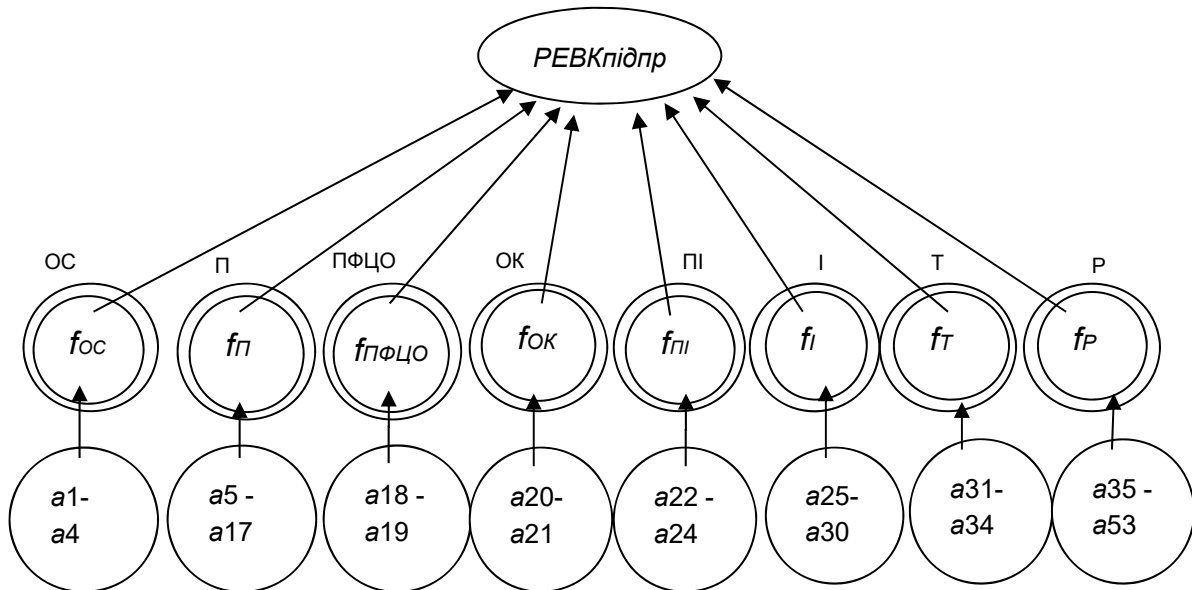 РЕВКпідпр
ОС П ПФЦО ОК ПІ І Т Р
fОС fП fПФЦО fОК fПІ fІ fТ fР
а1- а5 - а18 - а20- а22 - а25- а31- а35 -
а4 а17 а19 а21 а24 а30 а34 а53